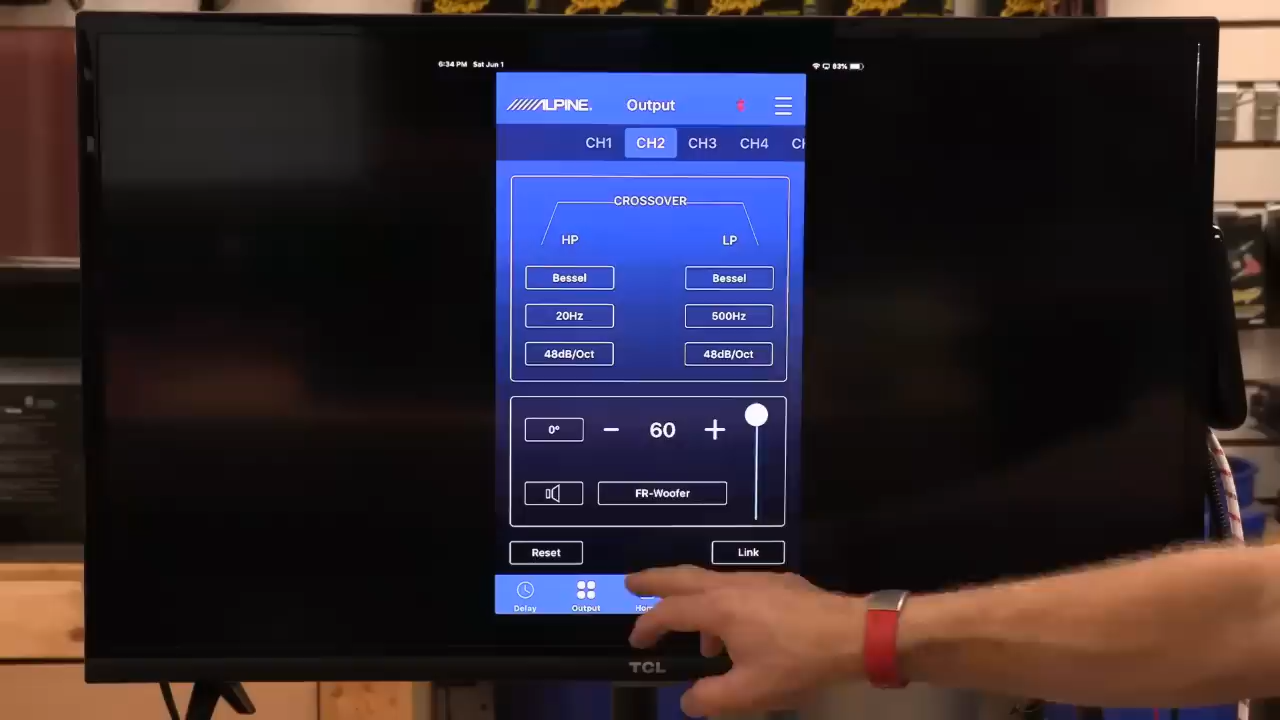 6:34 PM Sat Jun 1
83%
ALPINE
Output
CH1 CH2 CH3 CH4
CROSSOVER
HP LP
Bessel Bessel
20Hz 500Hz
48dB/Oct 48dB/Oct
0° − 60 +
FR-Woofer
Reset Link
Delay Output
TCL